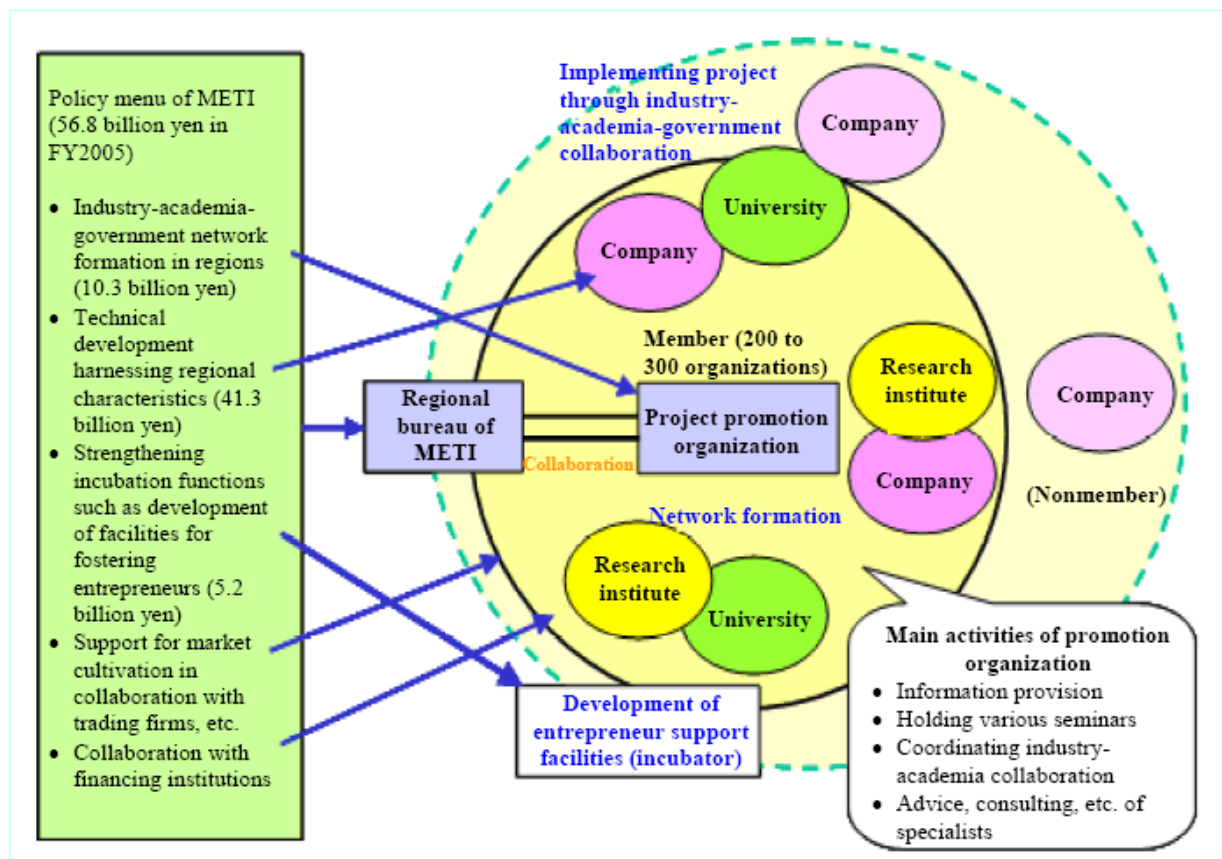 Policy menu of METI
(56.8 billion yen in
FY2005)
• Industry-academia-
government network
formation in regions
(10.3 billion yen)
• Technical
development
harnessing regional
characteristics (41.3
billion yen)
• Strengthening
incubation functions
such as development
of facilities for
fostering
entrepreneurs (5.2
billion yen)
• Support for market
cultivation in
collaboration with
trading firms, etc.
• Collaboration with
financing institutions
Implementing project
through industry-
academia-government
collaboration
Company
University
Company
Member (200 to
300 organizations)
Regional
bureau of
METI
Collaboration
Project promotion
organization
Research
institute
Company
Company
(Nonmember)
Network formation
Research
institute
University
Development of
entrepreneur support
facilities (incubator)
Main activities of promotion
organization
• Information provision
• Holding various seminars
• Coordinating industry-
academia collaboration
• Advice, consulting, etc. of
specialists